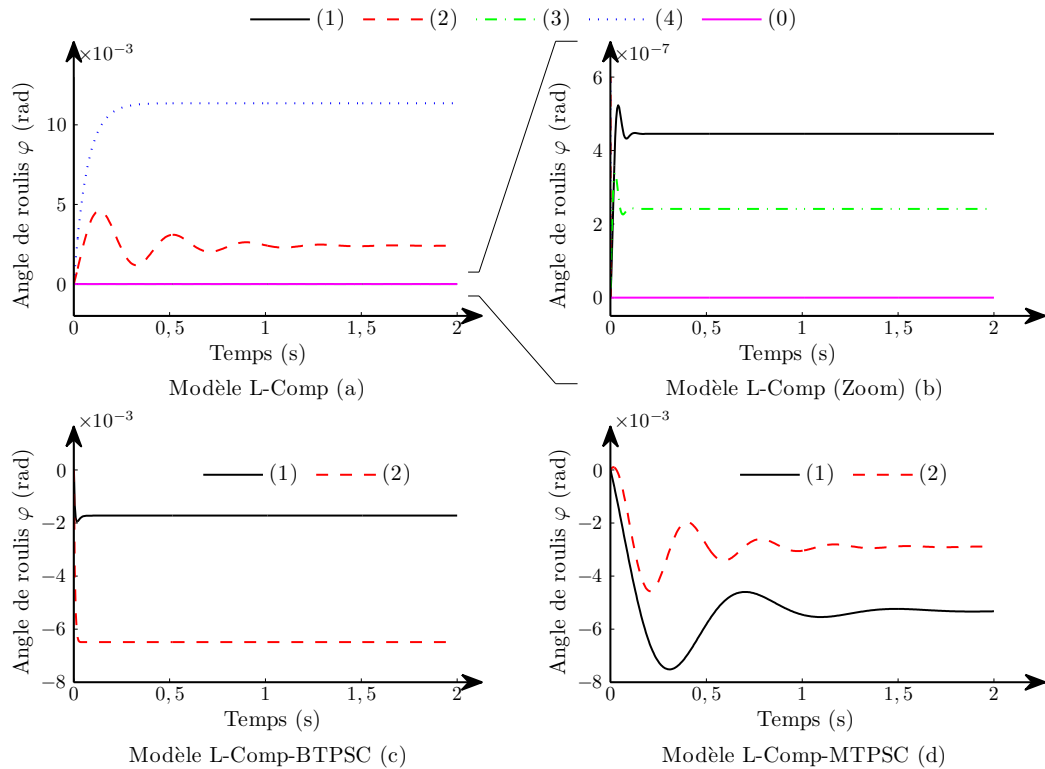 (1) (2) (3) (4) (0)
×10⁻³
10
5
0
0 0,5 1 1,5 2
Angle de roulis φ (rad)
Temps (s)
Modèle L-Comp (a)
×10⁻⁷
6
4
2
0
0 0,5 1 1,5 2
Angle de roulis φ (rad)
Temps (s)
Modèle L-Comp (Zoom) (b)
×10⁻³
(1) (2)
0
−2
−4
−6
−8
0 0,5 1 1,5 2
Angle de roulis φ (rad)
Temps (s)
Modèle L-Comp-BTPSC (c)
×10⁻³
(1) (2)
0
−2
−4
−6
−8
0 0,5 1 1,5 2
Angle de roulis φ (rad)
Temps (s)
Modèle L-Comp-MTPSC (d)